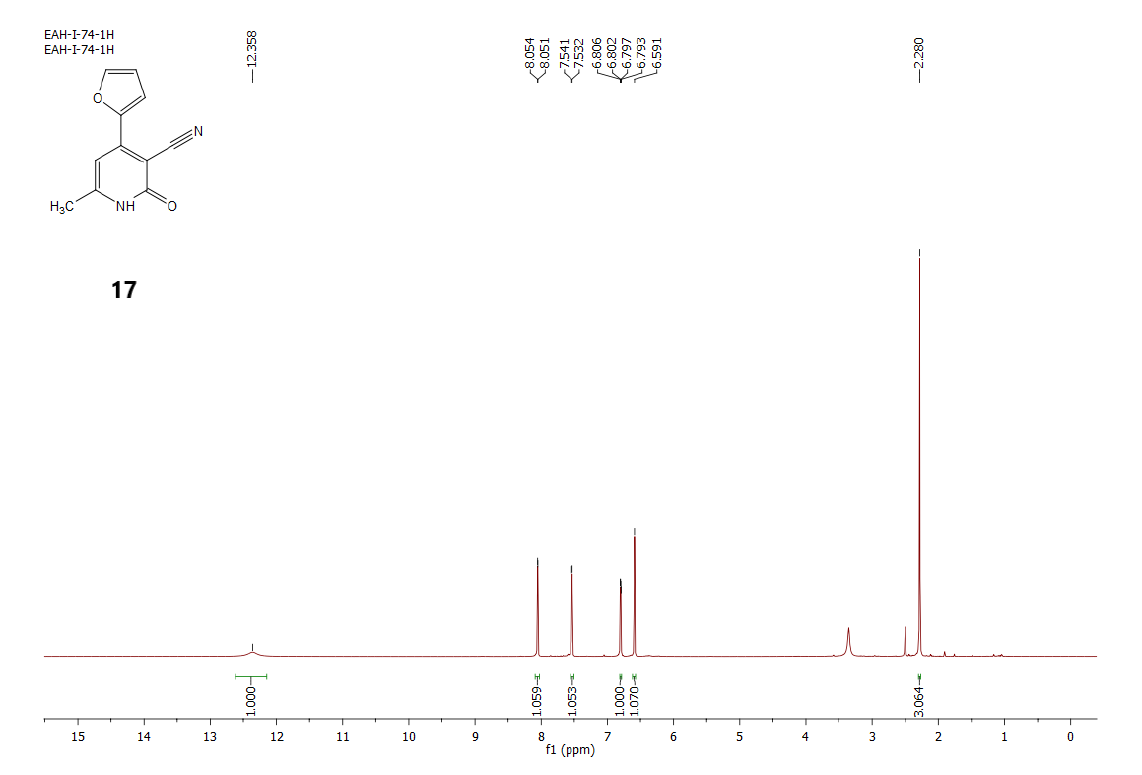 EAH-I-74-1H
EAH-I-74-1H
12.358
8.054
8.051
7.541
7.532
6.806
6.802
6.797
6.793
6.591
2.280
O
N
H₃C
NH
O
17
1.000
1.059
1.053
1.000
1.070
3.064
15 14 13 12 11 10 9 8 7 6 5 4 3 2 1 0
f1 (ppm)